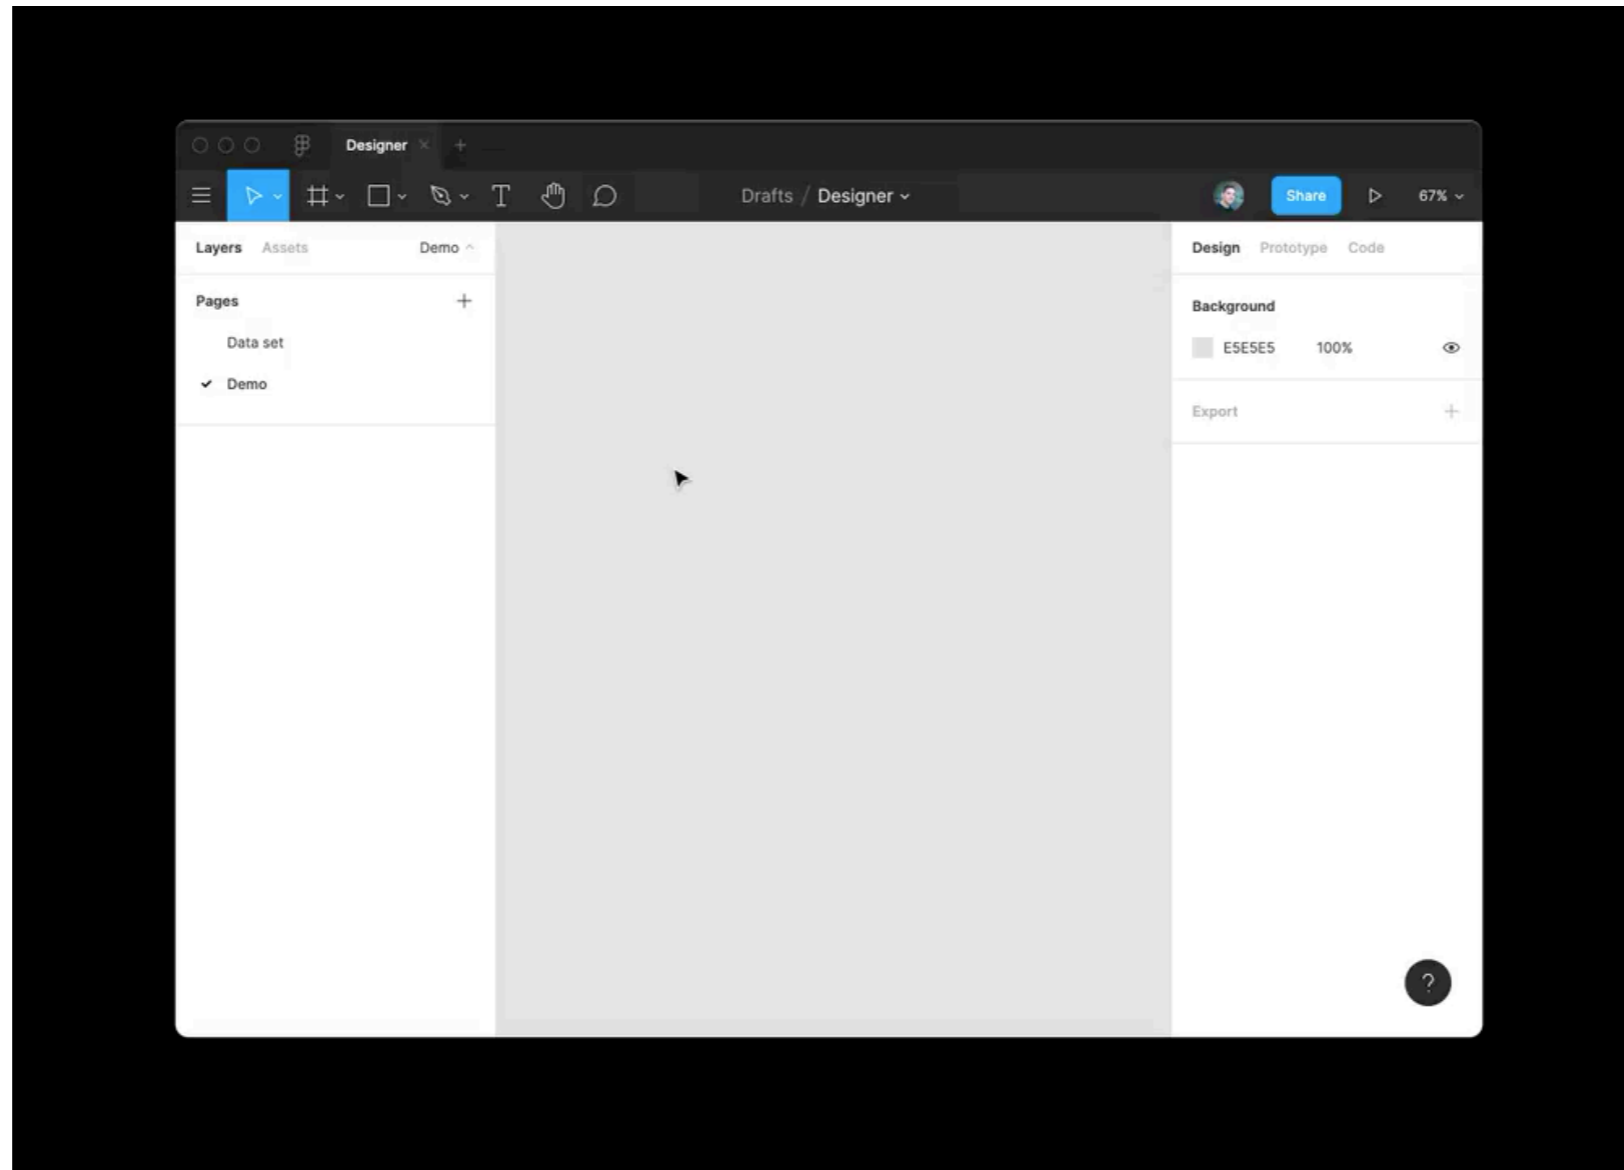 Designer
Drafts / Designer
Share
67%
Layers Assets Demo
Pages
Data set
Demo
Design Prototype Code
Background
E5E5E5 100%
Export
?